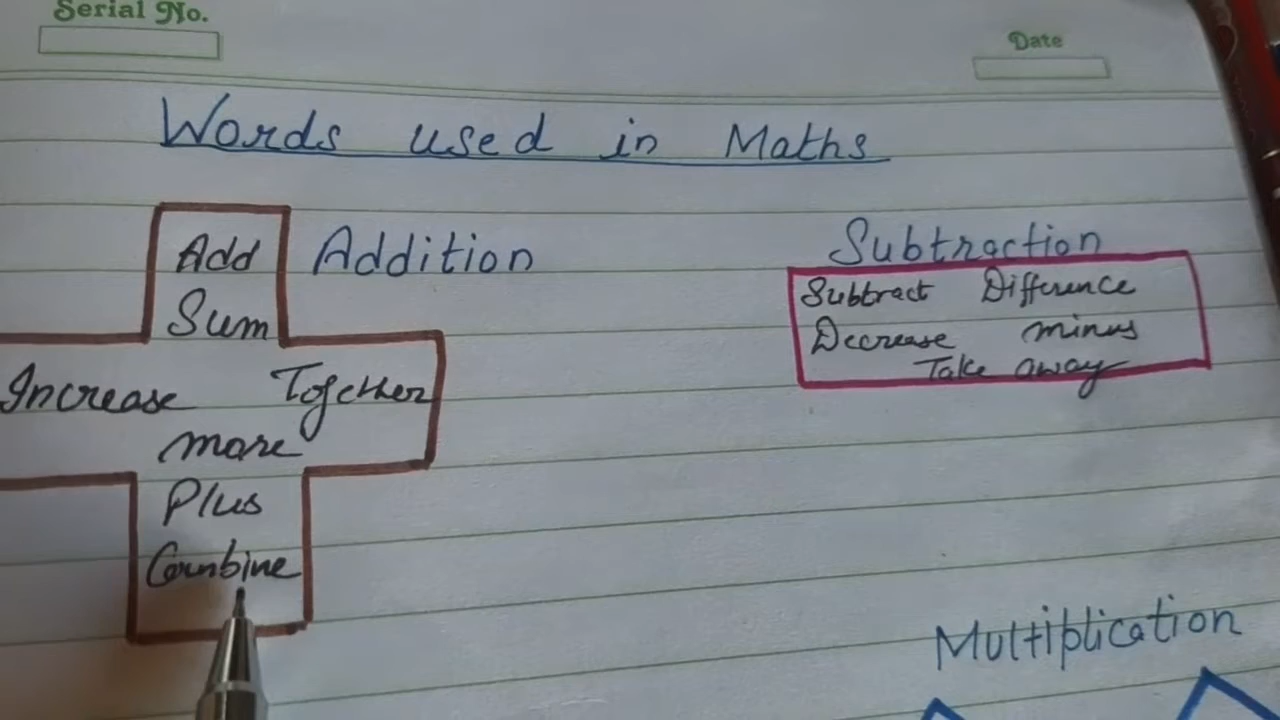 Serial No.
Date
Words used in Maths
Add
Sum
Addition
Increase Together
more
Plus
Combine
Subtraction
Subtract Difference
Decrease minus
Take away
Multiplication